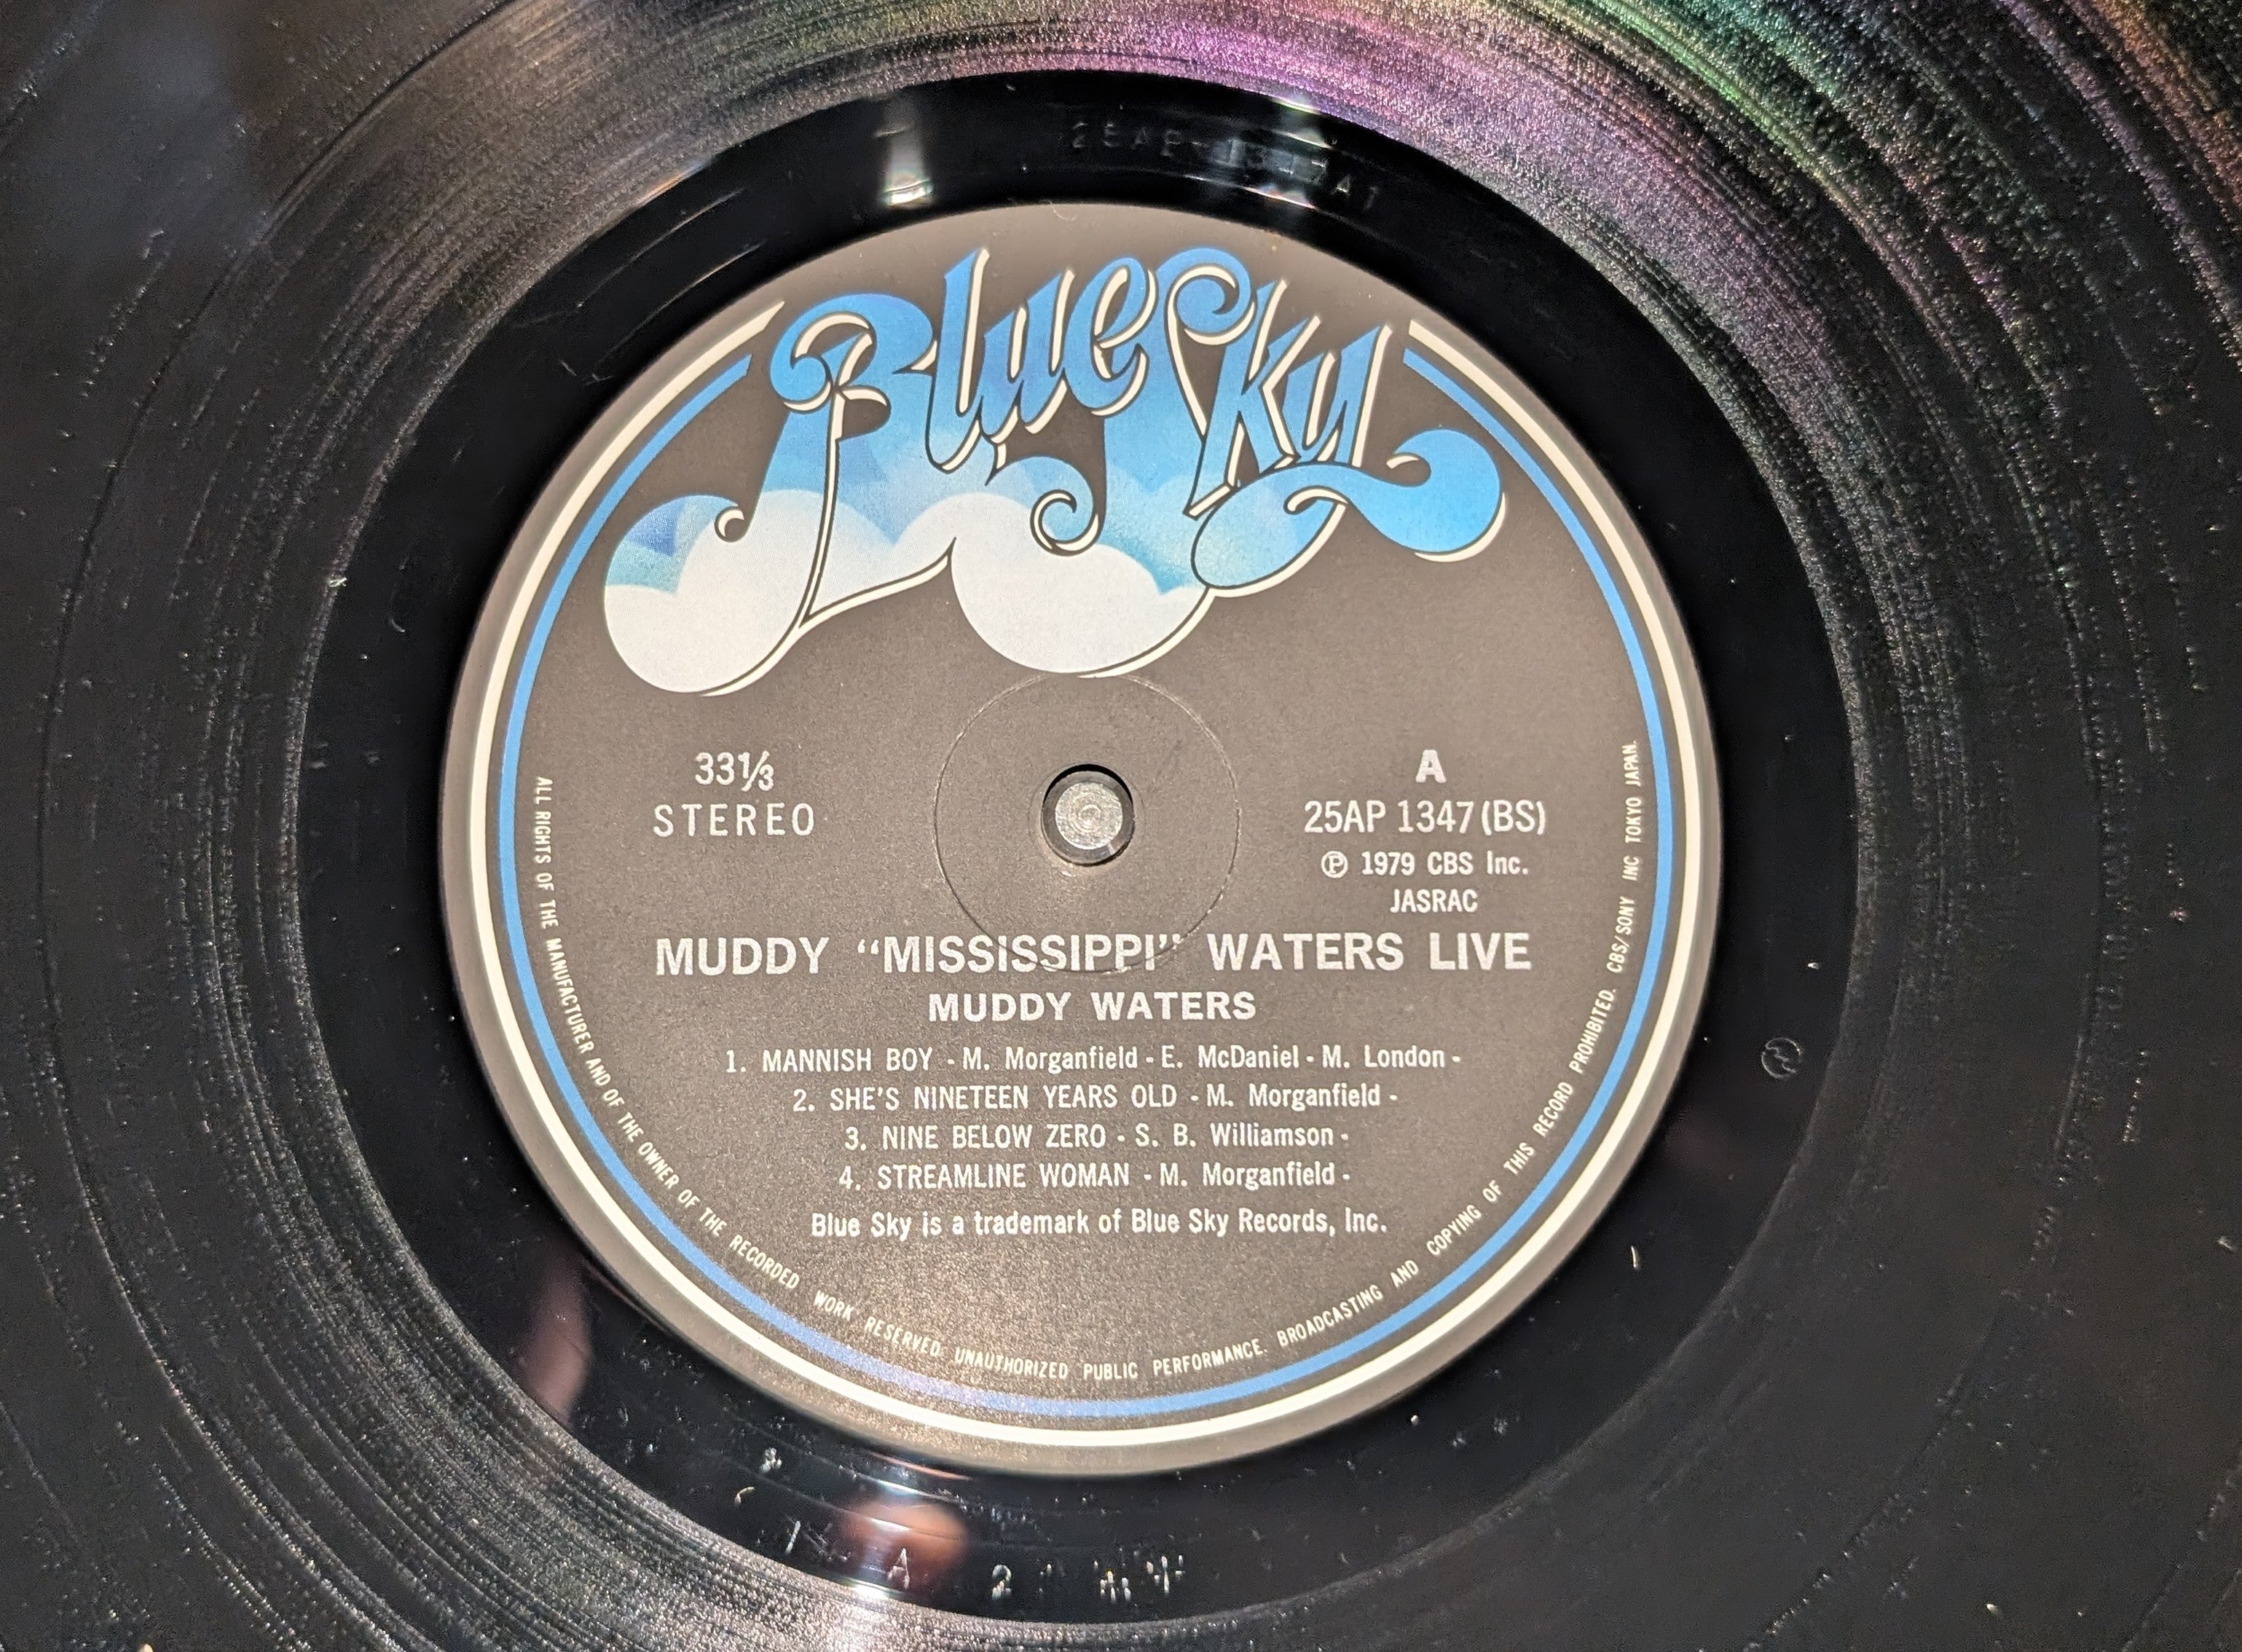 25AP-1347A1
Blue Sky
33⅓
STEREO
A
25AP 1347 (BS)
℗ 1979 CBS Inc.
JASRAC
MUDDY “MISSISSIPPI” WATERS LIVE
MUDDY WATERS
1. MANNISH BOY - M. Morganfield - E. McDaniel - M. London -
2. SHE'S NINETEEN YEARS OLD - M. Morganfield -
3. NINE BELOW ZERO - S. B. Williamson -
4. STREAMLINE WOMAN - M. Morganfield -
Blue Sky is a trademark of Blue Sky Records, Inc.
ALL RIGHTS OF THE MANUFACTURER AND OF THE OWNER OF THE RECORDED WORK RESERVED. UNAUTHORIZED PUBLIC PERFORMANCE. BROADCASTING AND COPYING OF THIS RECORD PROHIBITED. CBS/SONY INC TOKYO JAPAN.